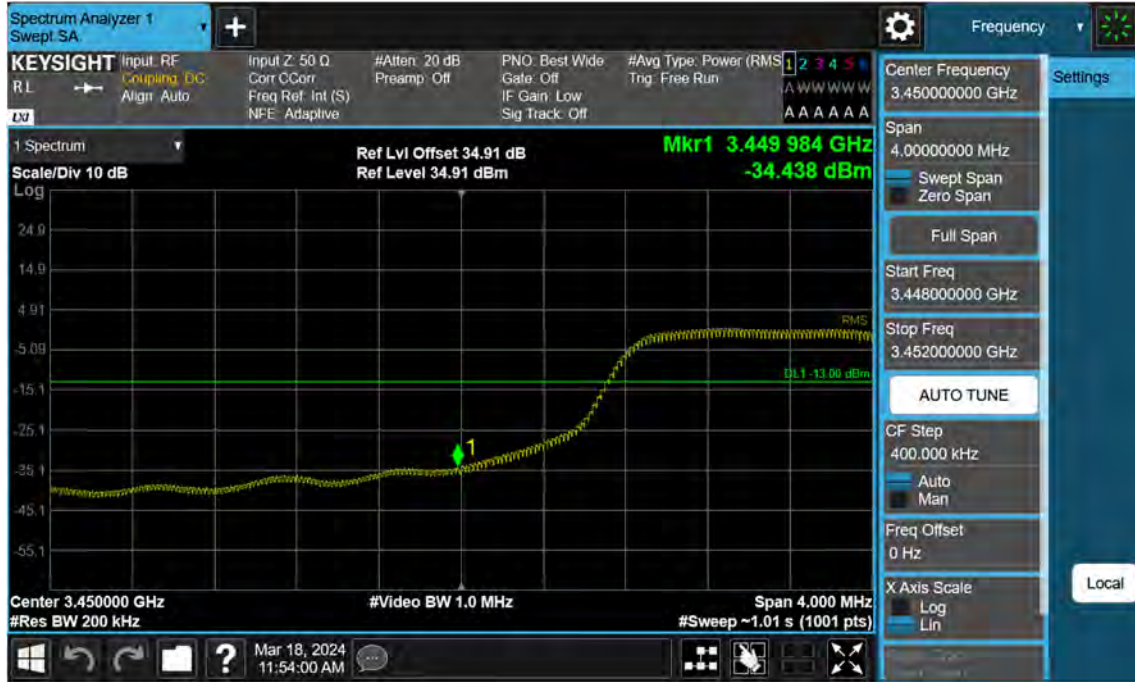 Spectrum Analyzer 1
Swept SA
+
Frequency
KEYSIGHT
RL
LXI
Input: RF
Coupling: DC
Align: Auto
Input Z: 50 Ω
Corr CCorr
Freq Ref: Int (S)
NFE: Adaptive
#Atten: 20 dB
Preamp: Off
PNO: Best Wide
Gate: Off
IF Gain: Low
Sig Track: Off
#Avg Type: Power (RMS
Trig: Free Run
1 2 3 4 5 6
A W W W W W
A A A A A A
1 Spectrum
Scale/Div 10 dB
Log
Ref Lvl Offset 34.91 dB
Ref Level 34.91 dBm
Mkr1 3.449 984 GHz
-34.438 dBm
24.9
14.9
4.91
-5.09
-15.1
-25.1
-35.1
-45.1
-55.1
RMS
DL1 -13.00 dBm
1
Center 3.450000 GHz
#Res BW 200 kHz
#Video BW 1.0 MHz
Span 4.000 MHz
#Sweep ~1.01 s (1001 pts)
?
Mar 18, 2024
11:54:00 AM
Center Frequency
3.450000000 GHz
Span
4.00000000 MHz
Swept Span
Zero Span
Full Span
Start Freq
3.448000000 GHz
Stop Freq
3.452000000 GHz
AUTO TUNE
CF Step
400.000 kHz
Auto
Man
Freq Offset
0 Hz
X Axis Scale
Log
Lin
Settings
Local